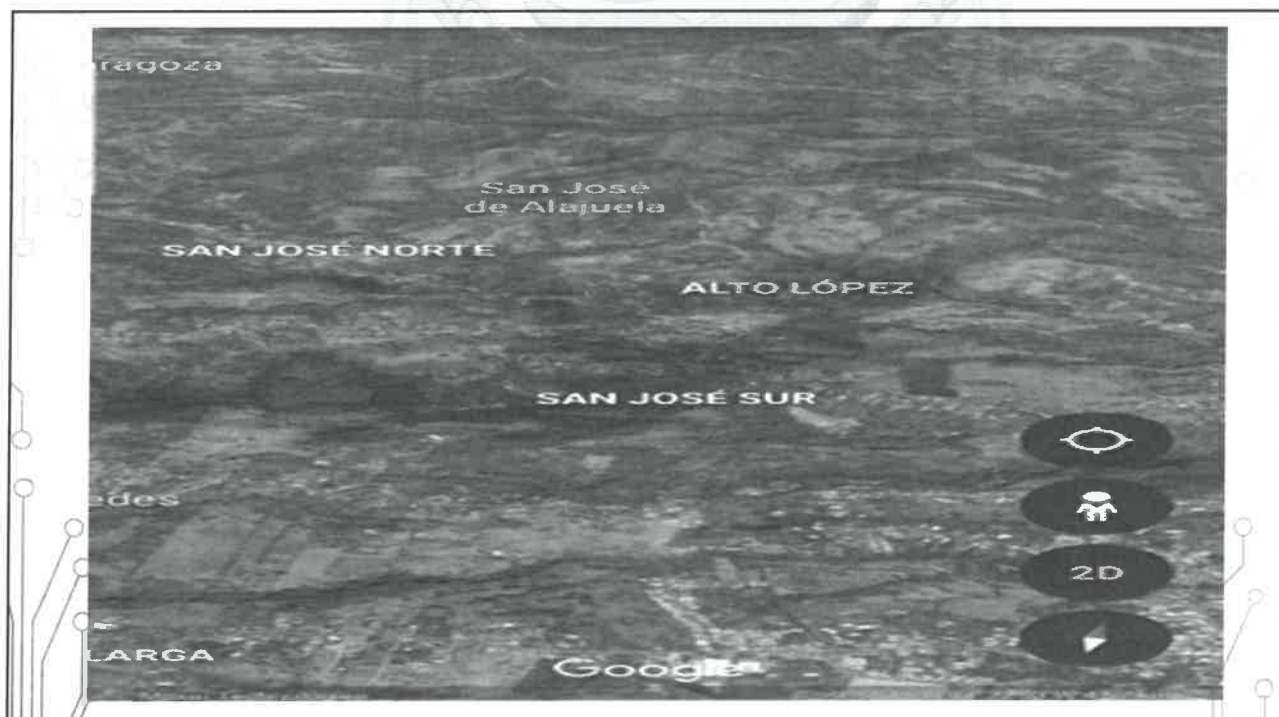 ragoza
San José
de Alajuela
SAN JOSÉ NORTE
ALTO LÓPEZ
SAN JOSÉ SUR
edes
2D
LARGA
Google